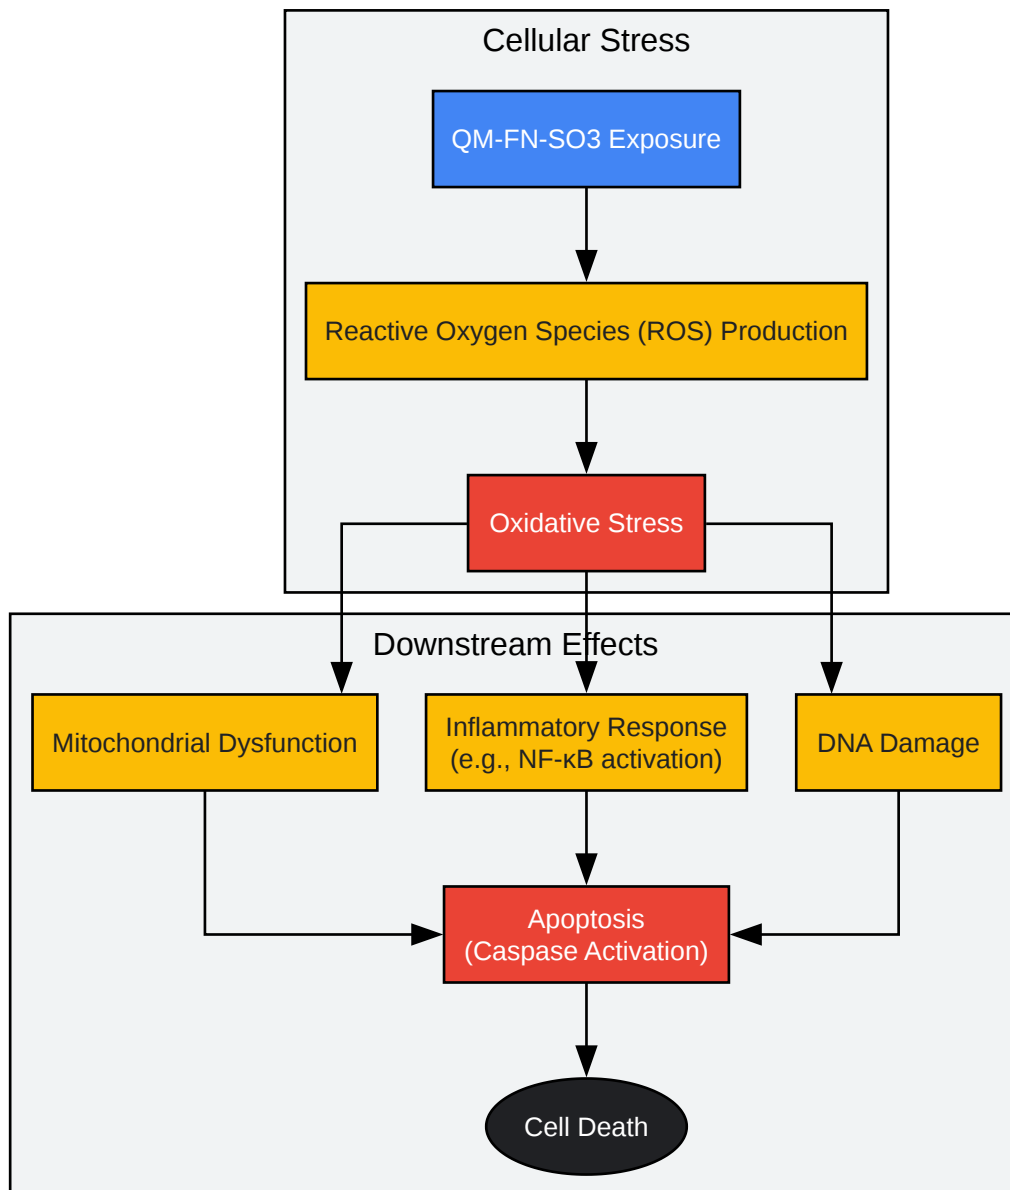 Cellular Stress
QM-FN-SO3 Exposure
Reactive Oxygen Species (ROS) Production
Oxidative Stress
Downstream Effects
Mitochondrial Dysfunction
Inflammatory Response
(e.g., NF-κB activation)
DNA Damage
Apoptosis
(Caspase Activation)
Cell Death